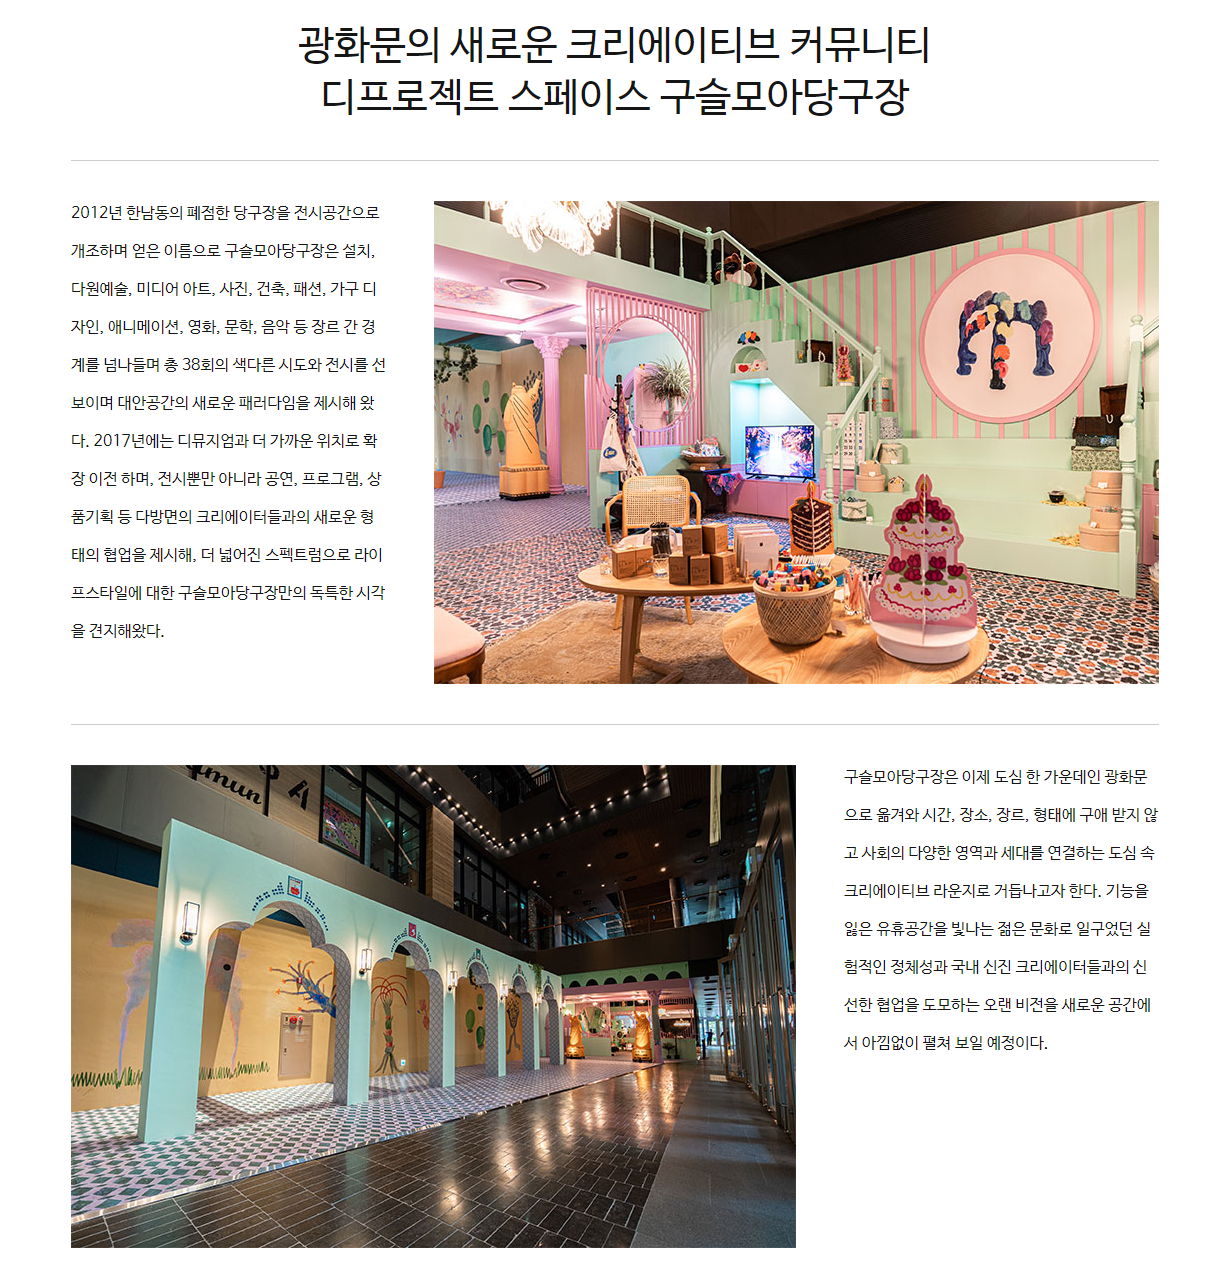 광화문의 새로운 크리에이티브 커뮤니티
디프로젝트 스페이스 구슬모아당구장
2012년 한남동의 폐점한 당구장을 전시공간으로
개조하며 얻은 이름으로 구슬모아당구장은 설치,
다원예술, 미디어 아트, 사진, 건축, 패션, 가구 디
자인, 애니메이션, 영화, 문학, 음악 등 장르 간 경
계를 넘나들며 총 38회의 색다른 시도와 전시를 선
보이며 대안공간의 새로운 패러다임을 제시해 왔
다. 2017년에는 디뮤지엄과 더 가까운 위치로 확
장 이전 하며, 전시뿐만 아니라 공연, 프로그램, 상
품기획 등 다방면의 크리에이터들과의 새로운 형
태의 협업을 제시해, 더 넓어진 스펙트럼으로 라이
프스타일에 대한 구슬모아당구장만의 독특한 시각
을 견지해왔다.
구슬모아당구장은 이제 도심 한 가운데인 광화문
으로 옮겨와 시간, 장소, 장르, 형태에 구애 받지 않
고 사회의 다양한 영역과 세대를 연결하는 도심 속
크리에이티브 라운지로 거듭나고자 한다. 기능을
잃은 유휴공간을 빛나는 젊은 문화로 일구었던 실
험적인 정체성과 국내 신진 크리에이터들과의 신
선한 협업을 도모하는 오랜 비전을 새로운 공간에
서 아낌없이 펼쳐 보일 예정이다.